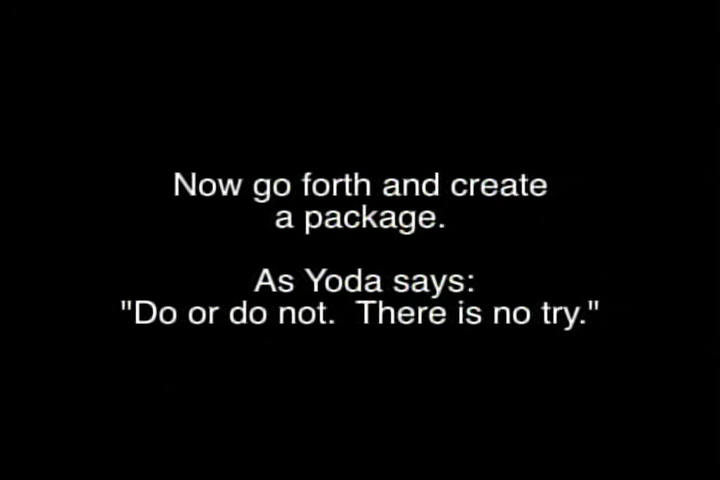 Now go forth and create
a package.
As Yoda says:
"Do or do not.  There is no try."